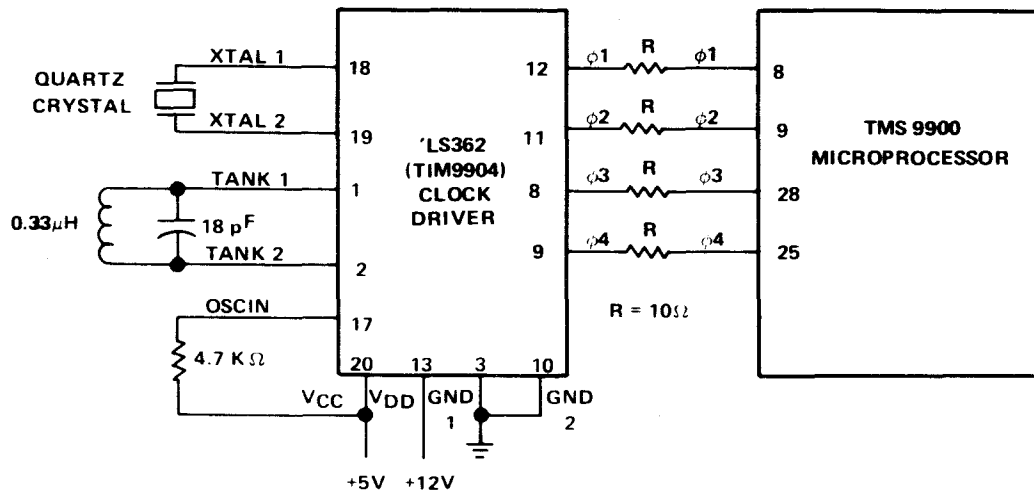 XTAL 1
QUARTZ
CRYSTAL
XTAL 2
TANK 1
0.33μH
18 pF
TANK 2
OSCIN
4.7 K Ω
18
19
1
2
17
'LS362
(TIM9904)
CLOCK
DRIVER
12
11
8
9
20 13 3 10
VCC VDD GND 1 GND 2
+5V +12V
ϕ1 R ϕ1
ϕ2 R ϕ2
ϕ3 R ϕ3
ϕ4 R ϕ4
R = 10Ω
8
9
28
25
TMS 9900
MICROPROCESSOR